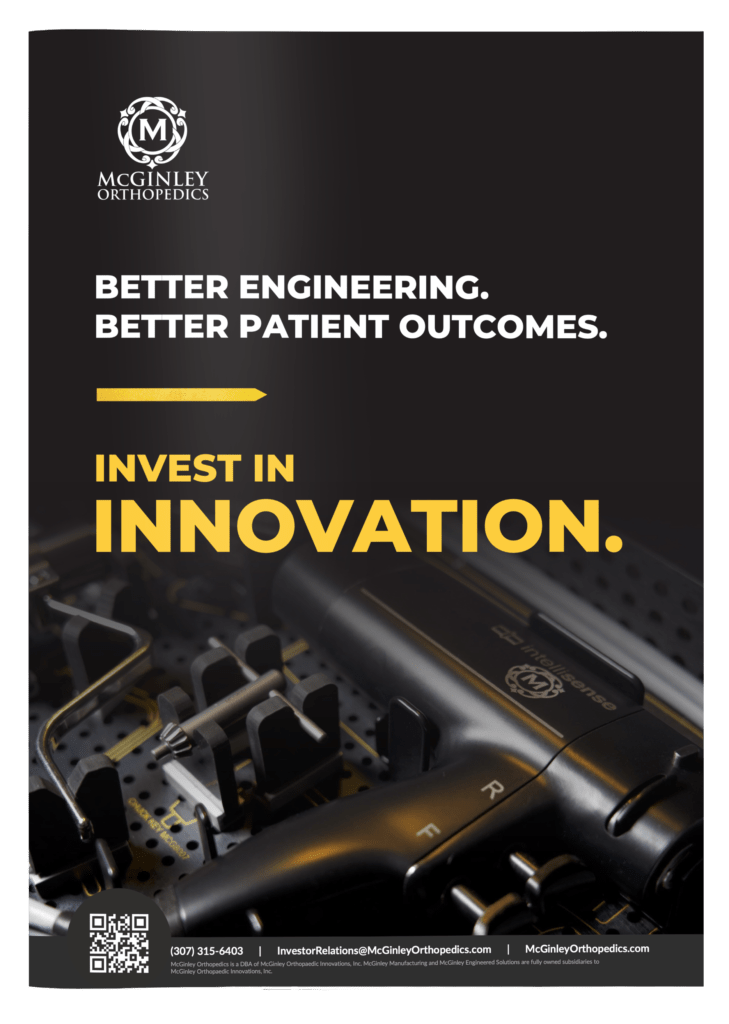 M
McGINLEY
ORTHOPEDICS
BETTER ENGINEERING.
BETTER PATIENT OUTCOMES.
INVEST IN
INNOVATION.
intellisense
M
R
F
CHUCK KEY
(307) 315-6403 | InvestorRelations@McGinleyOrthopedics.com | McGinleyOrthopedics.com
McGinley Orthopedics is a DBA of McGinley Orthopaedic Innovations, Inc. McGinley Manufacturing and McGinley Engineered Solutions are fully owned subsidiaries to
McGinley Orthopaedic Innovations, Inc.